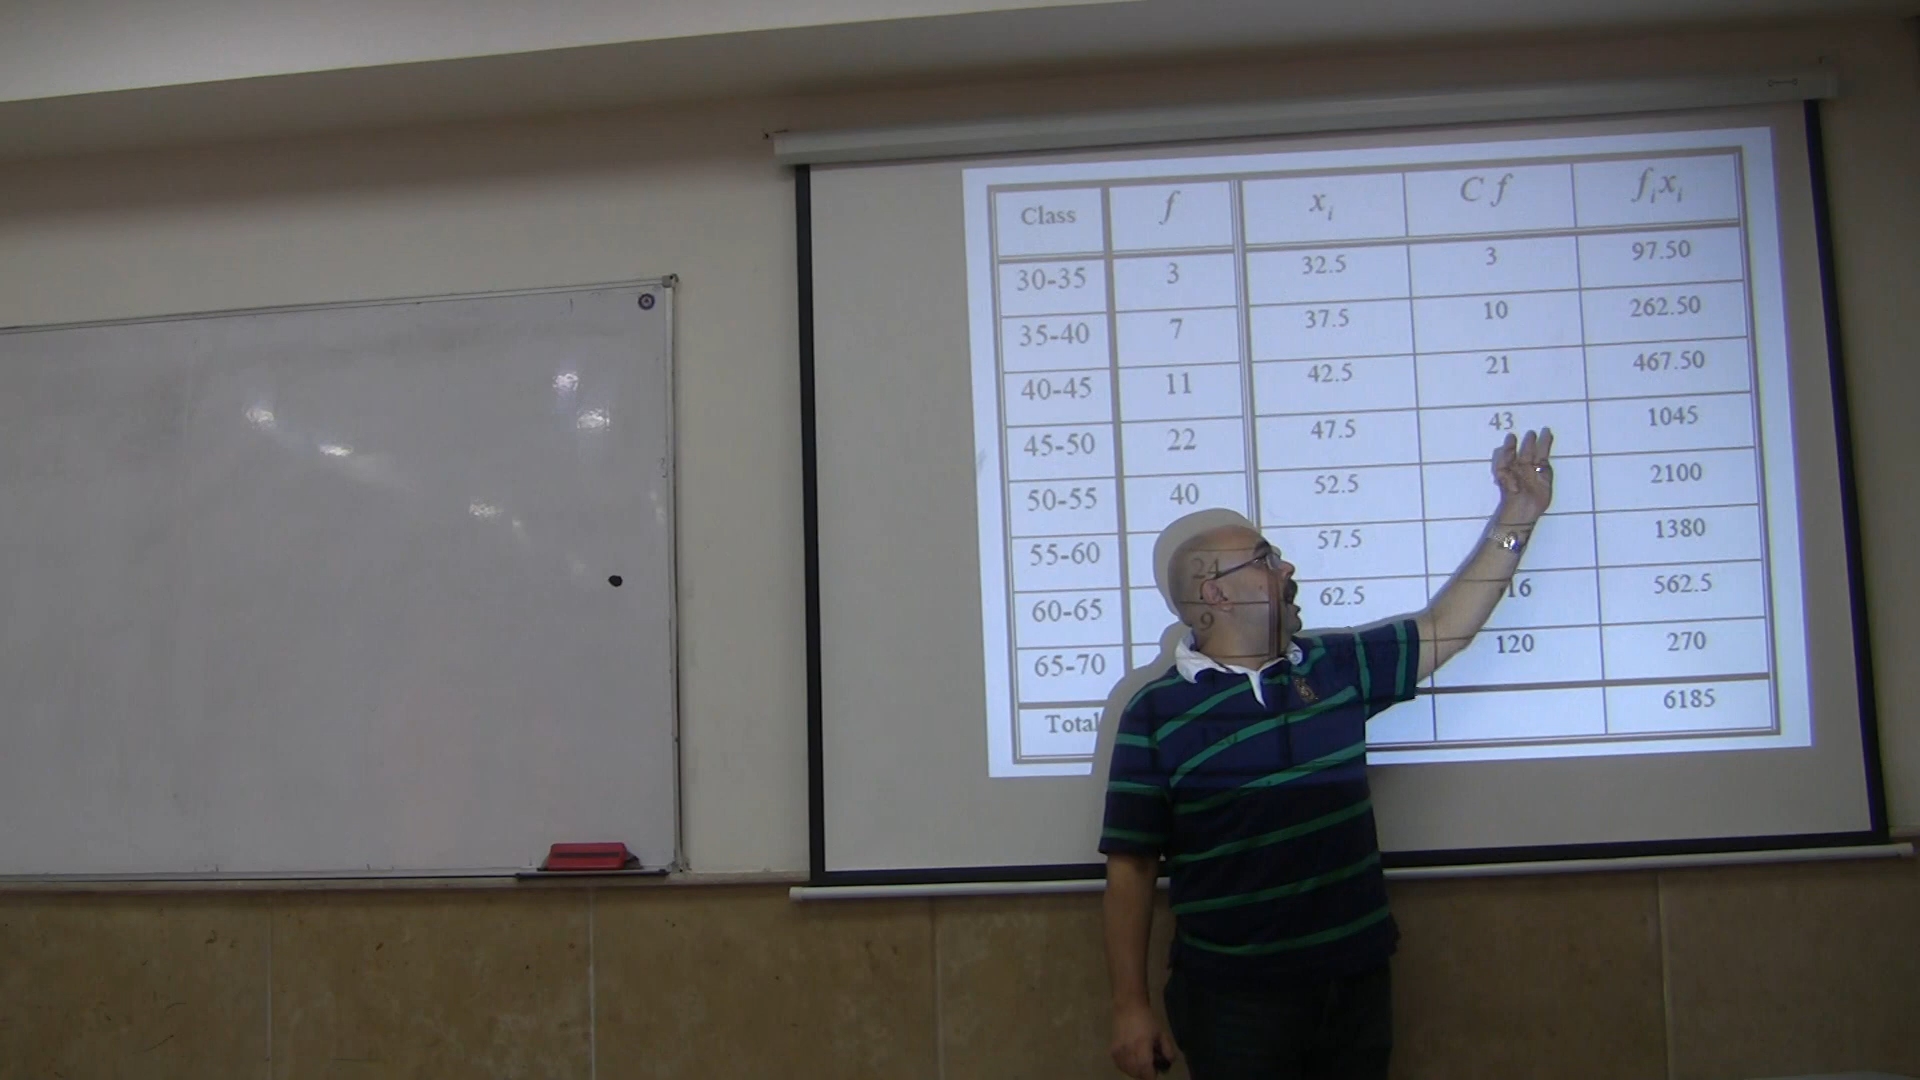 Class f x_i C f f_i x_i
30-35 3 32.5 3 97.50
35-40 7 37.5 10 262.50
40-45 11 42.5 21 467.50
45-50 22 47.5 43 1045
50-55 40 52.5 2100
55-60 24 57.5 1380
60-65 9 62.5 16 562.5
65-70 120 270
Total 6185